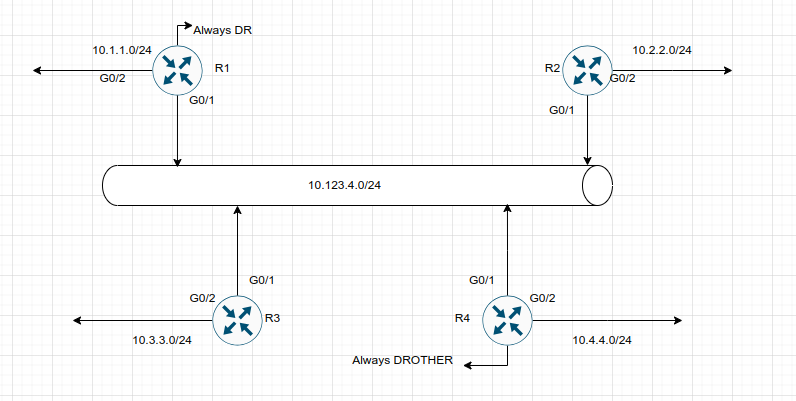 Always DR
10.1.1.0/24
10.2.2.0/24
R1
R2
G0/2
G0/2
G0/1
G0/1
10.123.4.0/24
G0/1
G0/1
G0/2
G0/2
R3
R4
10.3.3.0/24
10.4.4.0/24
Always DROTHER